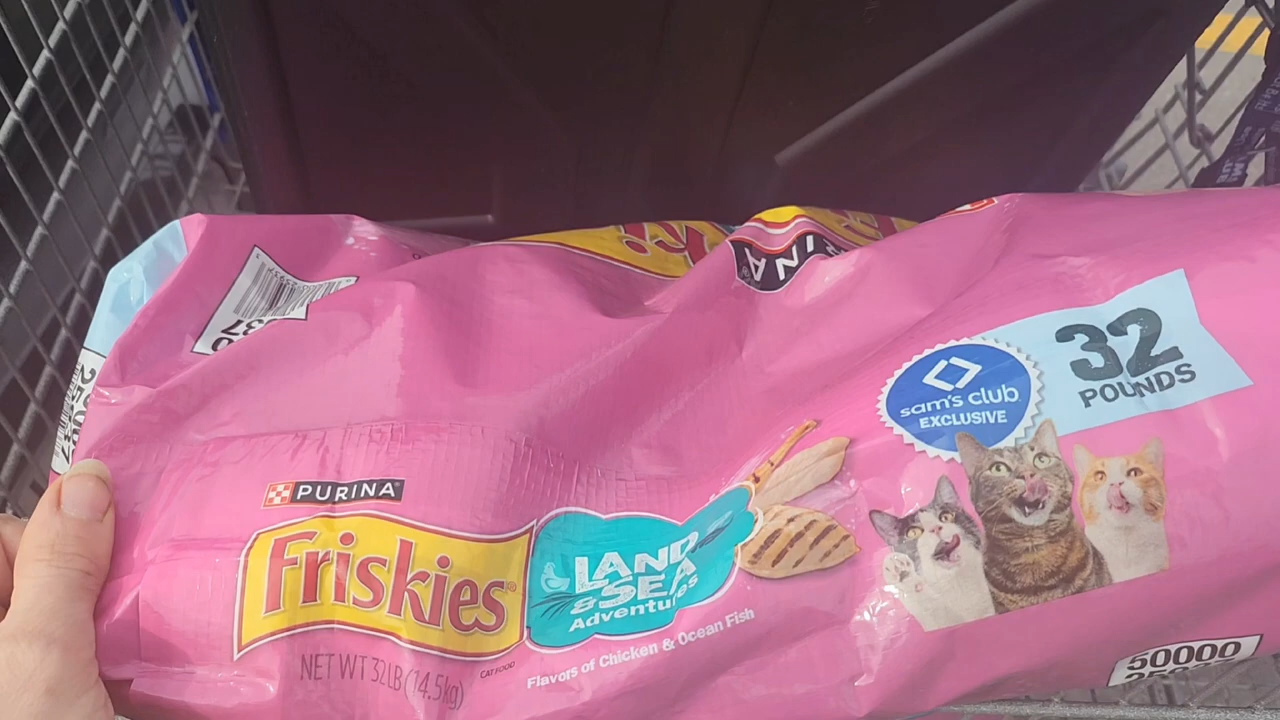 PURINA
Friskies
LAND
& SEA
Adventures
Flavors of Chicken & Ocean Fish
NET WT 32LB (14.5kg)
CAT FOOD
sam's club
EXCLUSIVE
32
POUNDS
50000